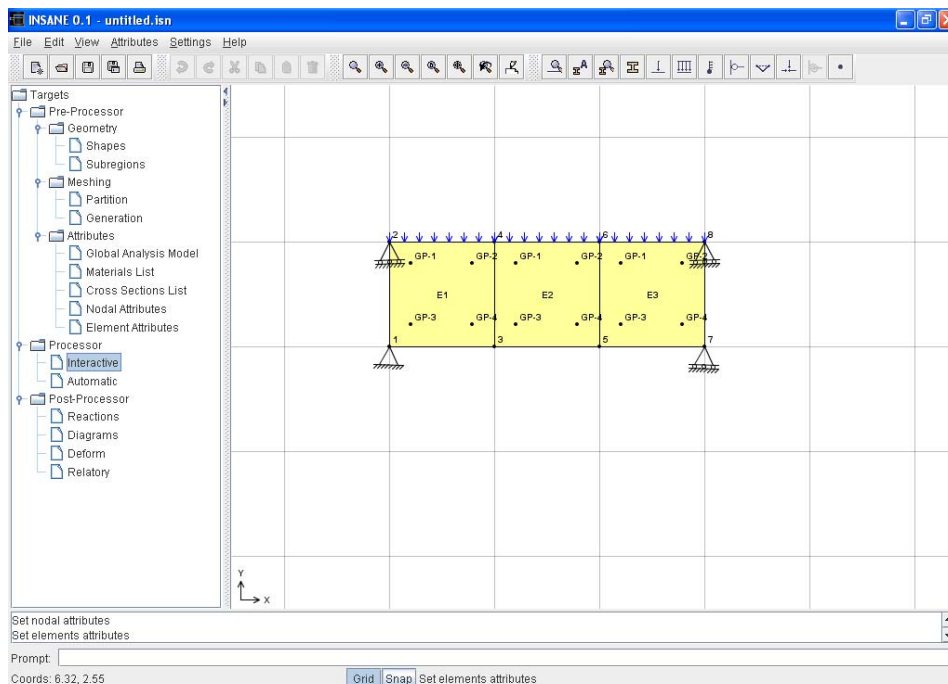 INSANE 0.1 - untitled.isn
File Edit View Attributes Settings Help
Targets
Pre-Processor
Geometry
Shapes
Subregions
Meshing
Partition
Generation
Attributes
Global Analysis Model
Materials List
Cross Sections List
Nodal Attributes
Element Attributes
Processor
Interactive
Automatic
Post-Processor
Reactions
Diagrams
Deform
Relatory
2 4 6 8
GP-1 GP-2 GP-1 GP-2 GP-1 GP-2
E1 E2 E3
GP-3 GP-4 GP-3 GP-4 GP-3 GP-4
1 3 5 7
Y
X
Set nodal attributes
Set elements attributes
Prompt:
Coords: 6.32, 2.55 Grid Snap Set elements attributes